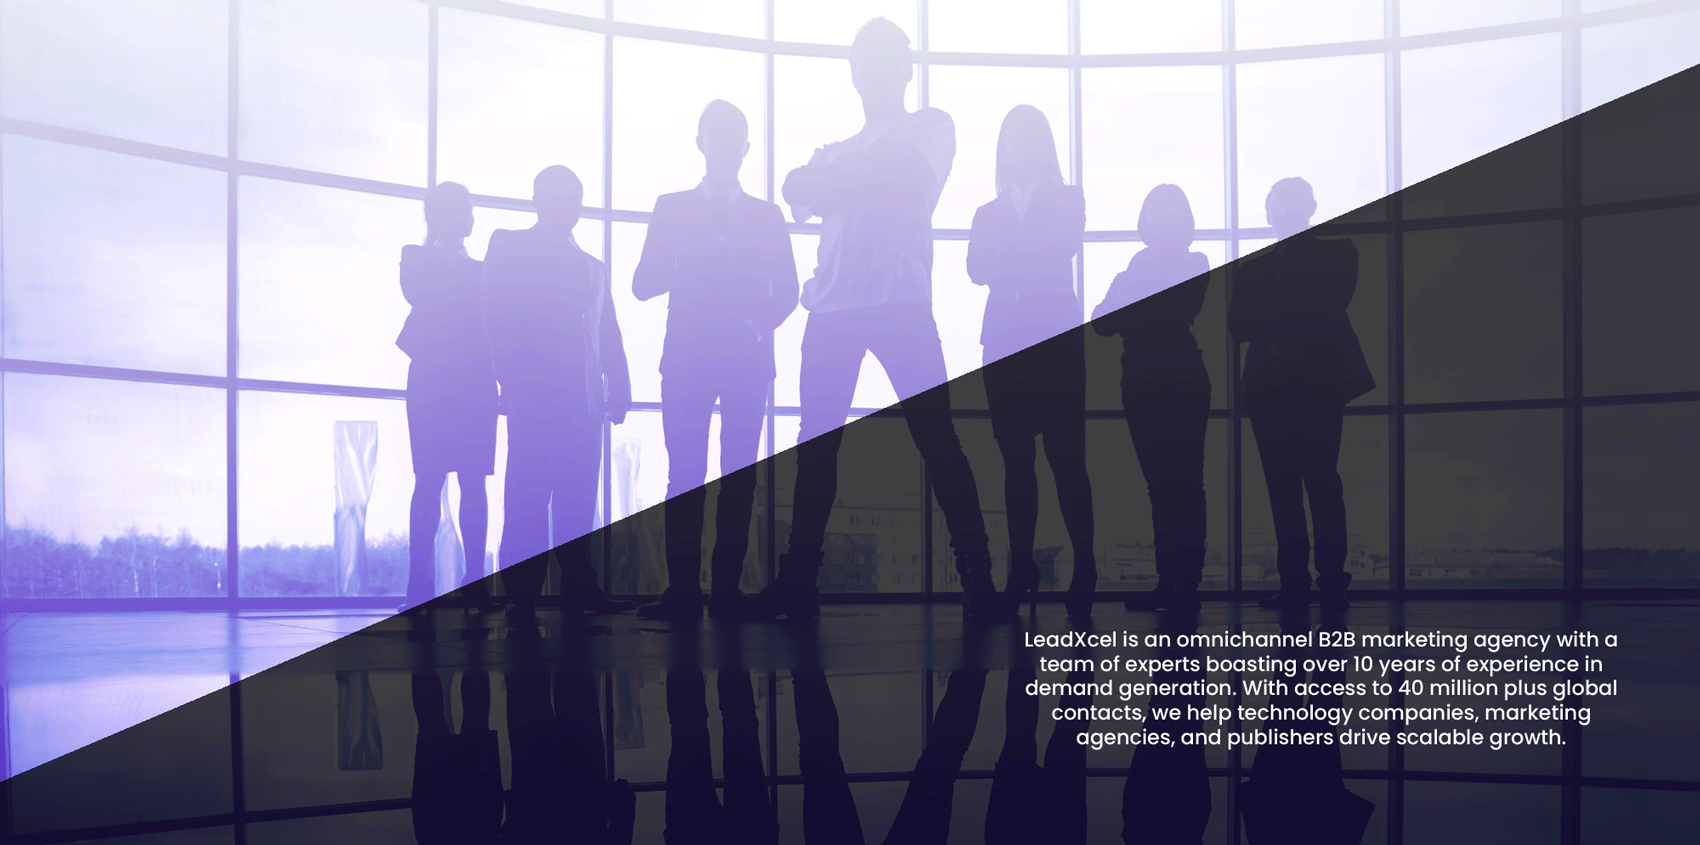 LeadXcel is an omnichannel B2B marketing agency with a
team of experts boasting over 10 years of experience in
demand generation. With access to 40 million plus global
contacts, we help technology companies, marketing
agencies, and publishers drive scalable growth.